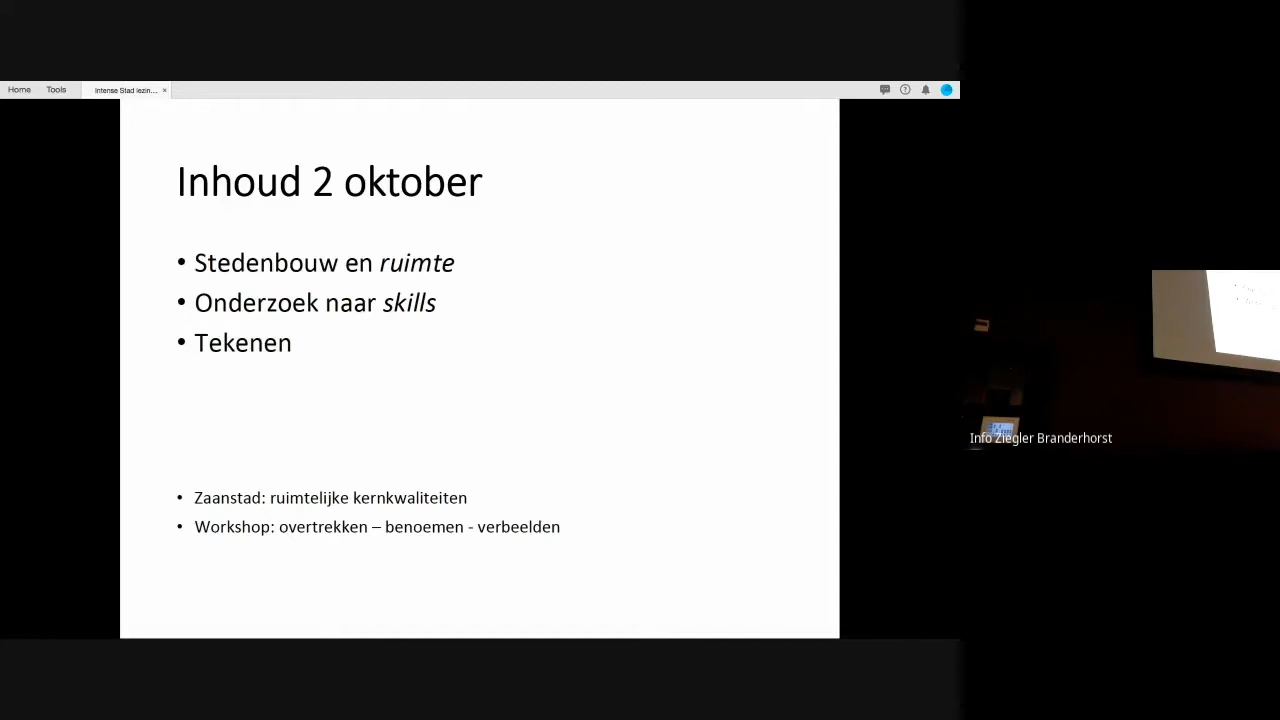 Home Tools Intense Stad lezin... ×
Inhoud 2 oktober
• Stedenbouw en ruimte
• Onderzoek naar skills
• Tekenen
• Zaanstad: ruimtelijke kernkwaliteiten
• Workshop: overtrekken – benoemen - verbeelden
Info Ziegler Branderhorst